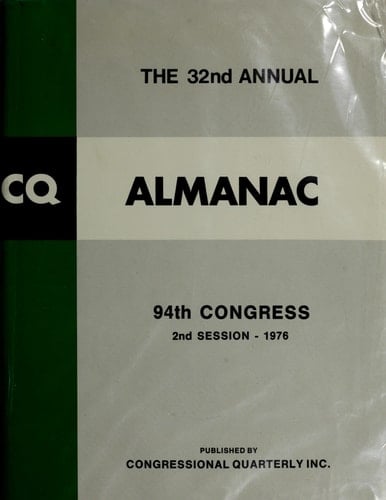 THE 32nd ANNUAL
CQ ALMANAC
94th CONGRESS
2nd SESSION - 1976
PUBLISHED BY
CONGRESSIONAL QUARTERLY INC.